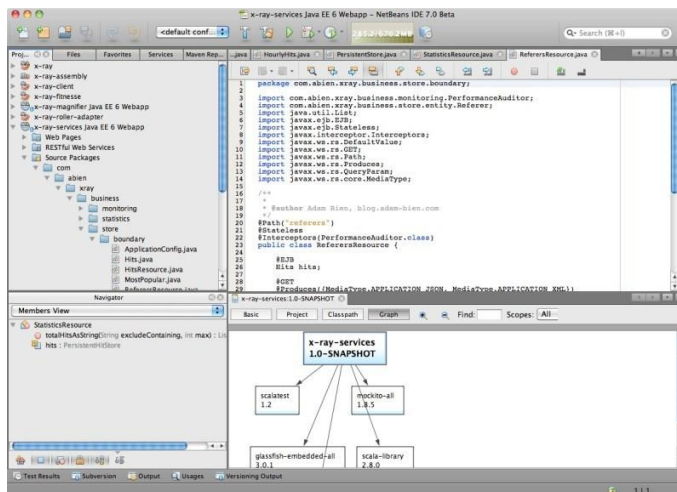 x-ray-services Java EE 6 Webapp - NetBeans IDE 7.0 Beta
<default conf...
Search (⌘+I)
Proj...
Files
Favorites
Services
Maven Rep...
...java
HourlyHits.java
PersistentStore.java
StatisticsResource.java
ReferersResource.java
x-ray
x-ray-assembly
x-ray-client
x-ray-fitnesse
x-ray-magnifier Java EE 6 Webapp
x-ray-roller-adapter
x-ray-services Java EE 6 Webapp
Web Pages
RESTful Web Services
Source Packages
com
abien
xray
business
monitoring
statistics
store
boundary
ApplicationConfig.java
Hits.java
HitsResource.java
MostPopular.java
ReferersResource.java
1 package com.abien.xray.business.store.boundary;
2
3 import com.abien.xray.business.monitoring.PerformanceAuditor;
4 import com.abien.xray.business.store.entity.Referer;
5 import java.util.List;
6 import javax.ejb.EJB;
7 import javax.ejb.Stateless;
8 import javax.interceptor.Interceptors;
9 import javax.ws.rs.DefaultValue;
10 import javax.ws.rs.GET;
11 import javax.ws.rs.Path;
12 import javax.ws.rs.Produces;
13 import javax.ws.rs.QueryParam;
14 import javax.ws.rs.core.MediaType;
15
16 /**
17 *
18 * @author Adam Bien, blog.adam-bien.com
19 */
20 @Path("referers")
21 @Stateless
22 @Interceptors(PerformanceAuditor.class)
23 public class ReferersResource {
24
25 @EJB
26 Hits hits;
27
28 @GET
29 @Produces({MediaType.APPLICATION_JSON, MediaType.APPLICATION_XML})
Navigator
Members View
StatisticsResource
totalHitsAsString(String excludeContaining, int max) : Lis
hits : PersistentHitStore
x-ray-services:1.0-SNAPSHOT
Basic
Project
Classpath
Graph
Find:
Scopes:
All
x-ray-services
1.0-SNAPSHOT
scalatest
1.2
mockito-all
1.8.5
glassfish-embedded-all
3.0.1
scala-library
2.8.0
Test Results
Subversion
Output
Usages
Versioning Output
1 | 1